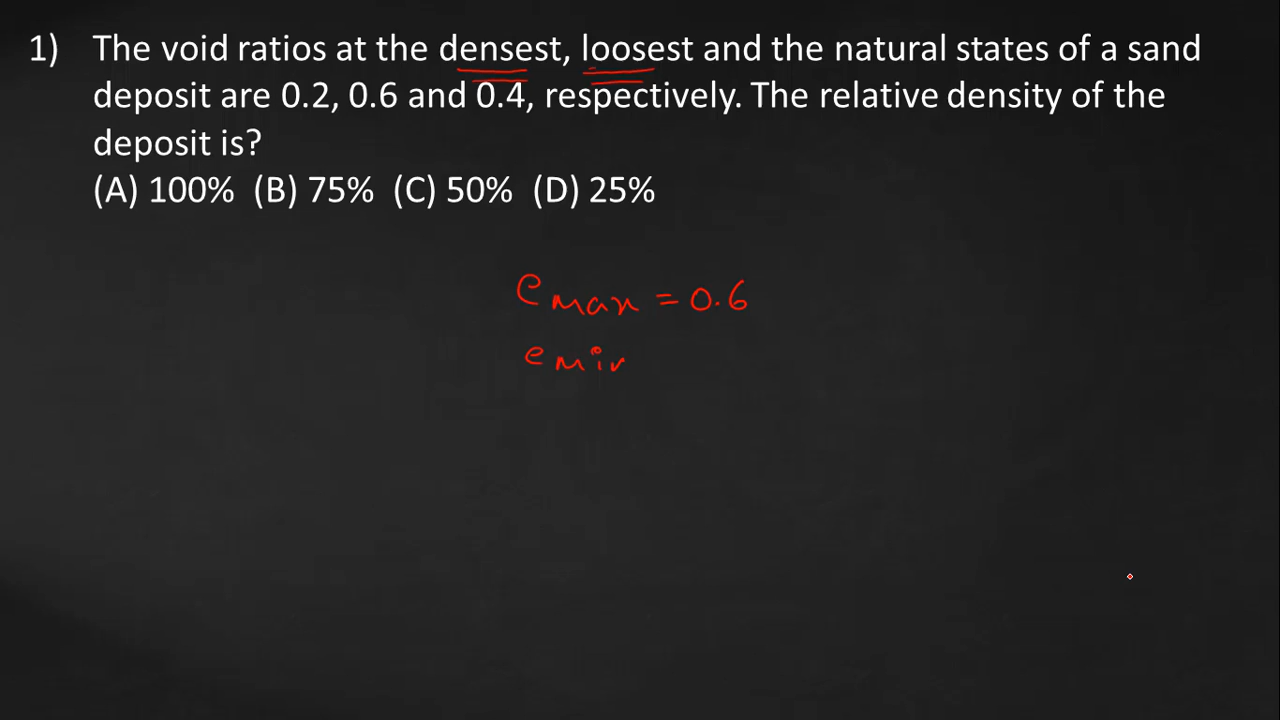 1) The void ratios at the densest, loosest and the natural states of a sand
deposit are 0.2, 0.6 and 0.4, respectively. The relative density of the
deposit is?
(A) 100% (B) 75% (C) 50% (D) 25%
emax = 0.6
emin